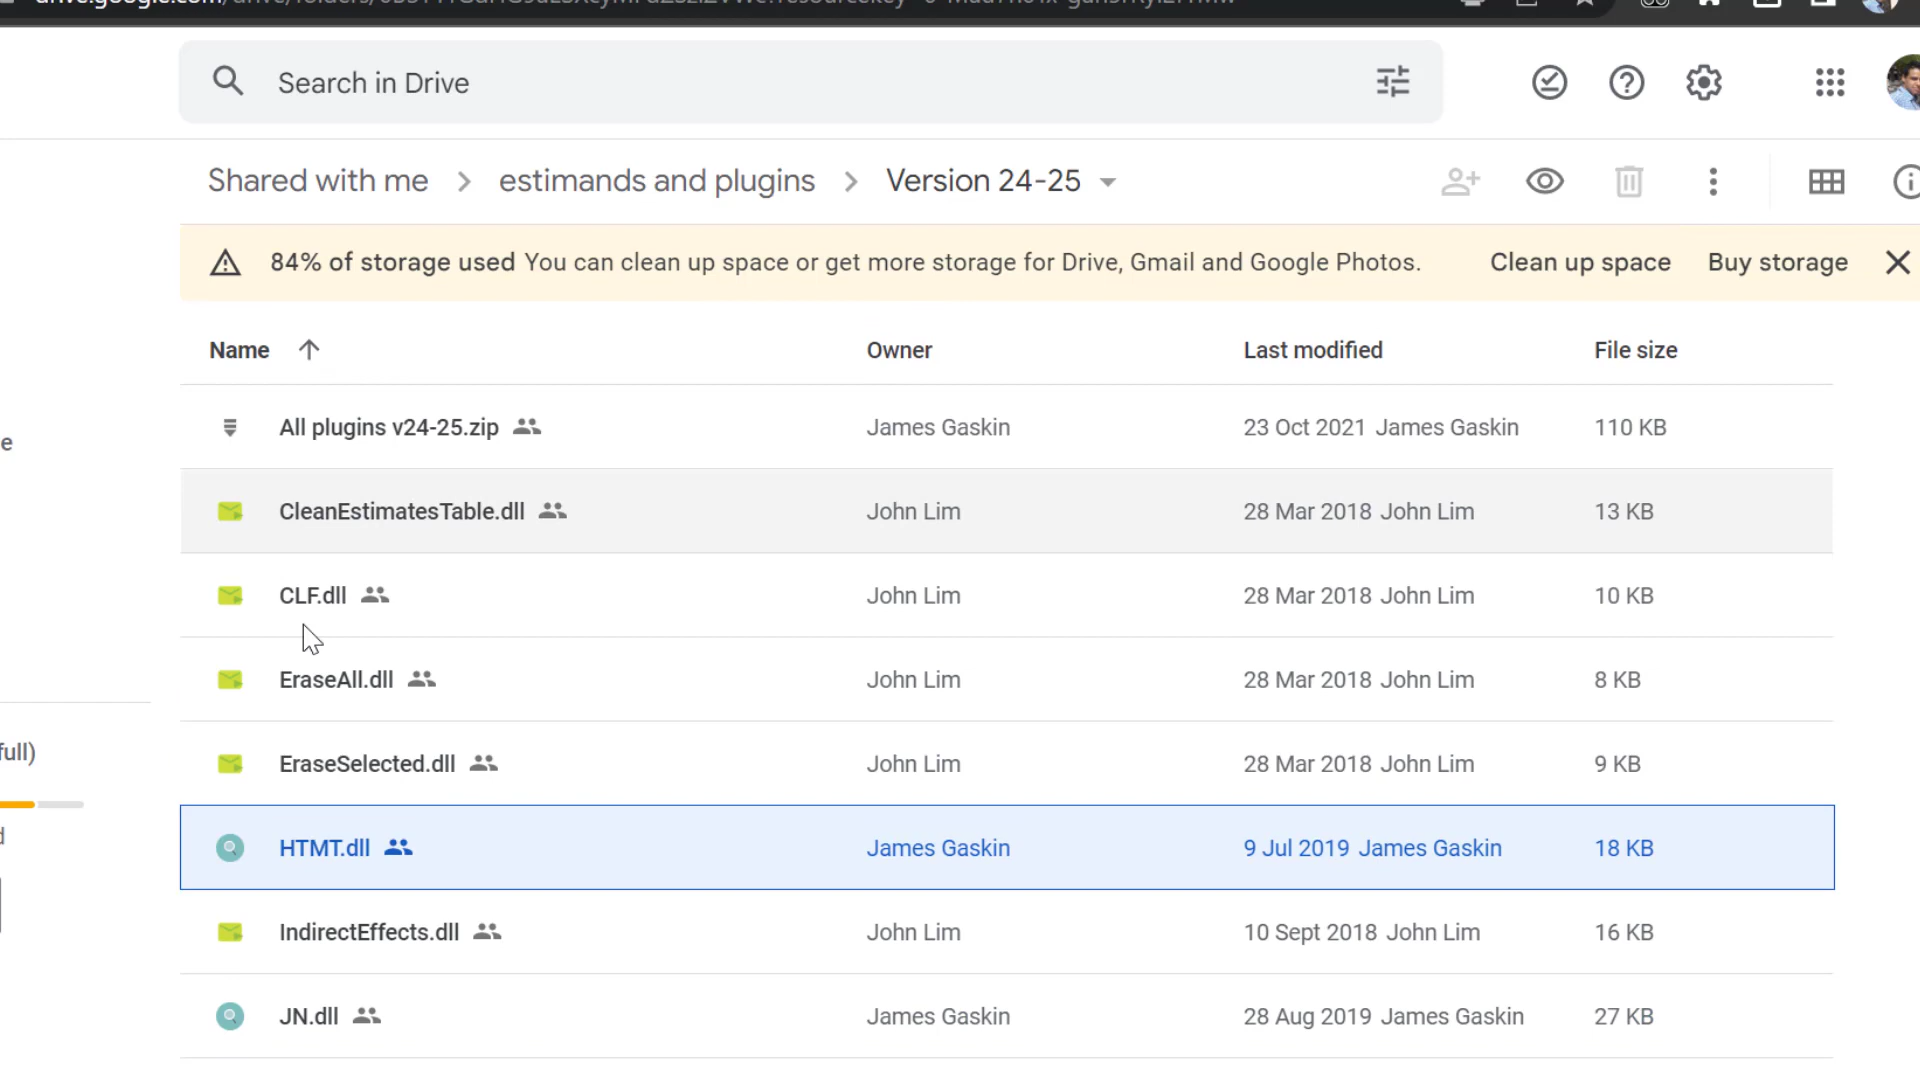 drive.google.com/drive/folders/
Search in Drive
Shared with me
estimands and plugins
Version 24-25
84% of storage used You can clean up space or get more storage for Drive, Gmail and Google Photos.
Clean up space
Buy storage
Name
Owner
Last modified
File size
All plugins v24-25.zip
James Gaskin
23 Oct 2021 James Gaskin
110 KB
e
CleanEstimatesTable.dll
John Lim
28 Mar 2018 John Lim
13 KB
CLF.dll
John Lim
28 Mar 2018 John Lim
10 KB
EraseAll.dll
John Lim
28 Mar 2018 John Lim
8 KB
full)
EraseSelected.dll
John Lim
28 Mar 2018 John Lim
9 KB
d
HTMT.dll
James Gaskin
9 Jul 2019 James Gaskin
18 KB
IndirectEffects.dll
John Lim
10 Sept 2018 John Lim
16 KB
JN.dll
James Gaskin
28 Aug 2019 James Gaskin
27 KB